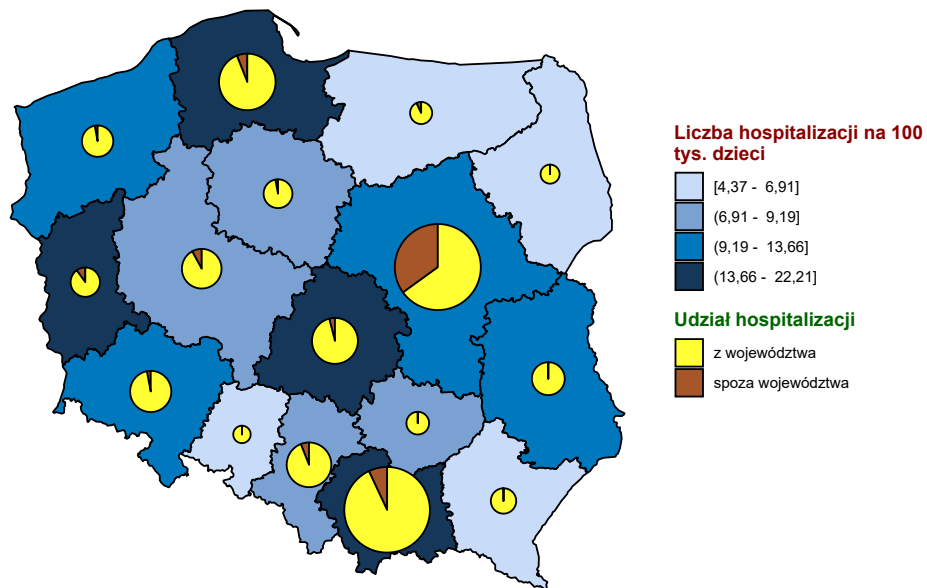 Liczba hospitalizacji na 100
tys. dzieci
[4,37 - 6,91]
(6,91 - 9,19]
(9,19 - 13,66]
(13,66 - 22,21]
Udział hospitalizacji
z województwa
spoza województwa